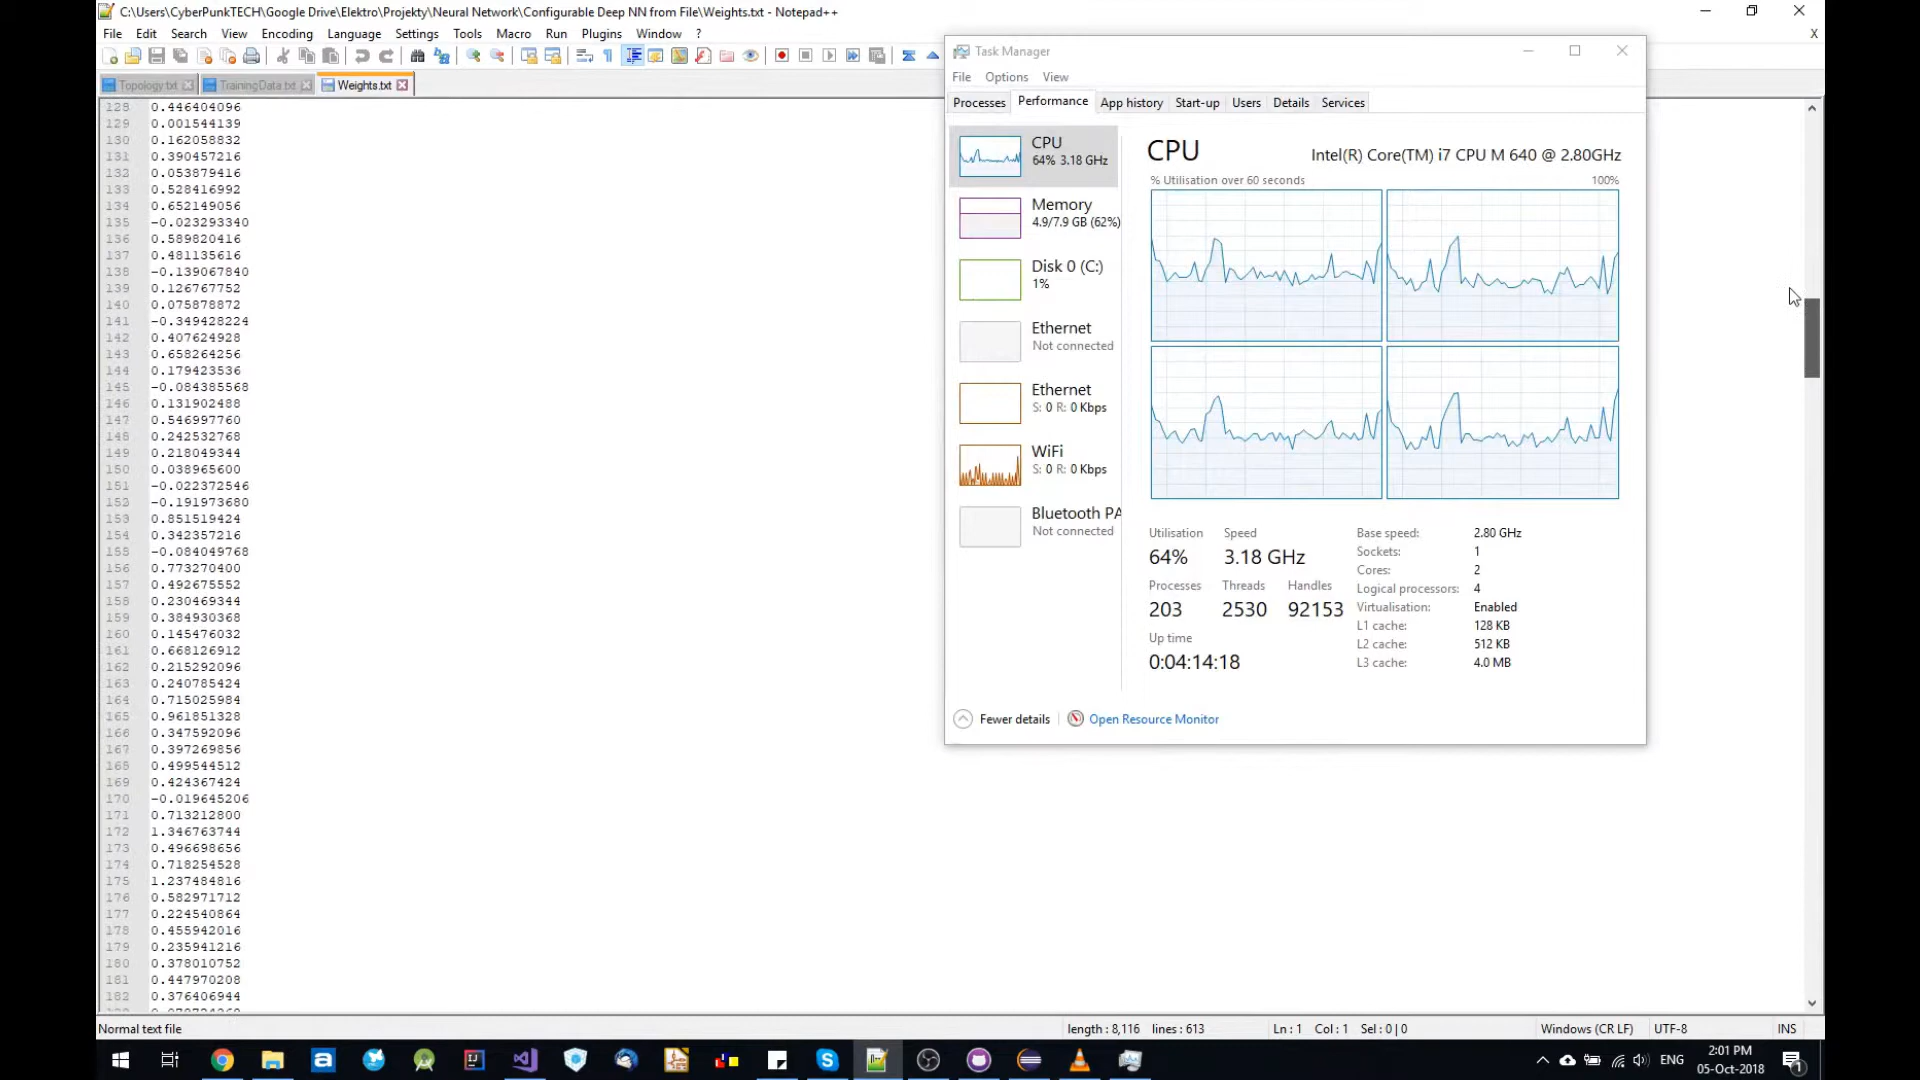 C:\Users\CyberPunkTECH\Google Drive\Elektro\Projekty\Neural Network\Configurable Deep NN from File\Weights.txt - Notepad++
File Edit Search View Encoding Language Settings Tools Macro Run Plugins Window ?
X
Topology.txt TrainingData.txt Weights.txt
128 0.446404096
129 0.001544139
130 0.162058832
131 0.390457216
132 0.053879416
133 0.528416992
134 0.652149056
135 -0.023293340
136 0.589820416
137 0.481135616
138 -0.139067840
139 0.126767752
140 0.075878872
141 -0.349428224
142 0.407624928
143 0.658264256
144 0.179423536
145 -0.084385568
146 0.131902488
147 0.546997760
148 0.242532768
149 0.218049344
150 0.038965600
151 -0.022372546
152 -0.191973680
153 0.851519424
154 0.342357216
155 -0.084049768
156 0.773270400
157 0.492675552
158 0.230469344
159 0.384930368
160 0.145476032
161 0.668126912
162 0.215292096
163 0.240785424
164 0.715025984
165 0.961851328
166 0.347592096
167 0.397269856
168 0.499544512
169 0.424367424
170 -0.019645206
171 0.713212800
172 1.346763744
173 0.496698656
174 0.718254528
175 1.237484816
176 0.582971712
177 0.224540864
178 0.455942016
179 0.235941216
180 0.378010752
181 0.447970208
182 0.376406944
Task Manager
File Options View
Processes Performance App history Start-up Users Details Services
CPU
64% 3.18 GHz
Memory
4.9/7.9 GB (62%)
Disk 0 (C:)
1%
Ethernet
Not connected
Ethernet
S: 0 R: 0 Kbps
WiFi
S: 0 R: 0 Kbps
Bluetooth PA
Not connected
CPU Intel(R) Core(TM) i7 CPU M 640 @ 2.80GHz
% Utilisation over 60 seconds 100%
Utilisation Speed
64% 3.18 GHz
Processes Threads Handles
203 2530 92153
Up time
0:04:14:18
Base speed: 2.80 GHz
Sockets: 1
Cores: 2
Logical processors: 4
Virtualisation: Enabled
L1 cache: 128 KB
L2 cache: 512 KB
L3 cache: 4.0 MB
Fewer details Open Resource Monitor
Normal text file length : 8,116 lines : 613 Ln : 1 Col : 1 Sel : 0 | 0 Windows (CR LF) UTF-8 INS
ENG
2:01 PM
05-Oct-2018
1